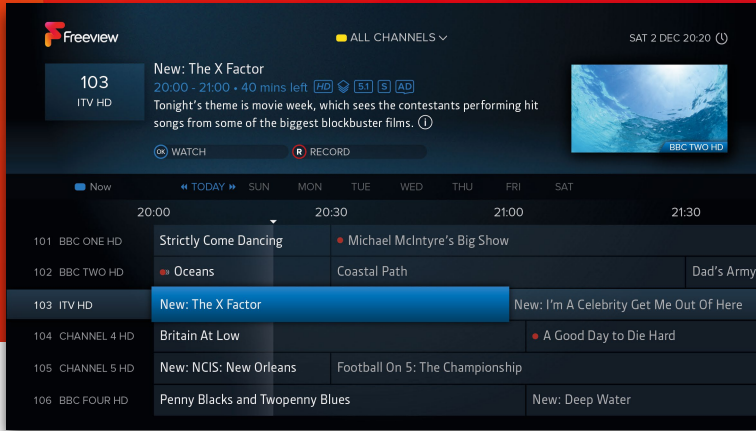 Freeview
ALL CHANNELS
SAT 2 DEC 20:20
103
ITV HD
New: The X Factor
20:00 - 21:00 • 40 mins left HD 5.1 S AD
Tonight's theme is movie week, which sees the contestants performing hit
songs from some of the biggest blockbuster films. i
OK WATCH
R RECORD
BBC TWO HD
Now
TODAY SUN MON TUE WED THU FRI SAT
20:00 20:30 21:00 21:30
101 BBC ONE HD Strictly Come Dancing Michael McIntyre's Big Show
102 BBC TWO HD Oceans Coastal Path Dad's Army
103 ITV HD New: The X Factor New: I'm A Celebrity Get Me Out Of Here
104 CHANNEL 4 HD Britain At Low A Good Day to Die Hard
105 CHANNEL 5 HD New: NCIS: New Orleans Football On 5: The Championship
106 BBC FOUR HD Penny Blacks and Twopenny Blues New: Deep Water